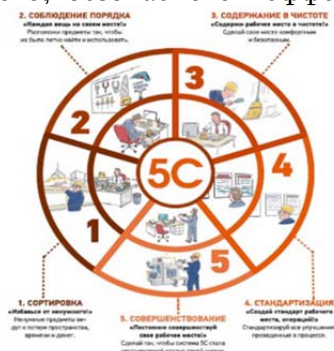 2. СОБЛЮДЕНИЕ ПОРЯДКА
«Каждая вещь на своем месте!»
Расположи предметы так, чтобы
их было легко найти и использовать.
3. СОДЕРЖАНИЕ В ЧИСТОТЕ
«Содержи рабочее место в чистоте!»
Сделай свое место комфортным
и безопасным.
2
3
5С
1
4
5
1. СОРТИРОВКА
«Избавься от ненужного!»
Ненужные предметы ве-
дут к потере пространства,
времени и денег.
5. СОВЕРШЕНСТВОВАНИЕ
«Постоянно совершенствуй
свое рабочее место!»
Сделай так, чтобы система 5С стала
4. СТАНДАРТИЗАЦИЯ
«Создай стандарт рабочего
места, операций!»
Стандартизируй все улучшения
проведенные в процессе.